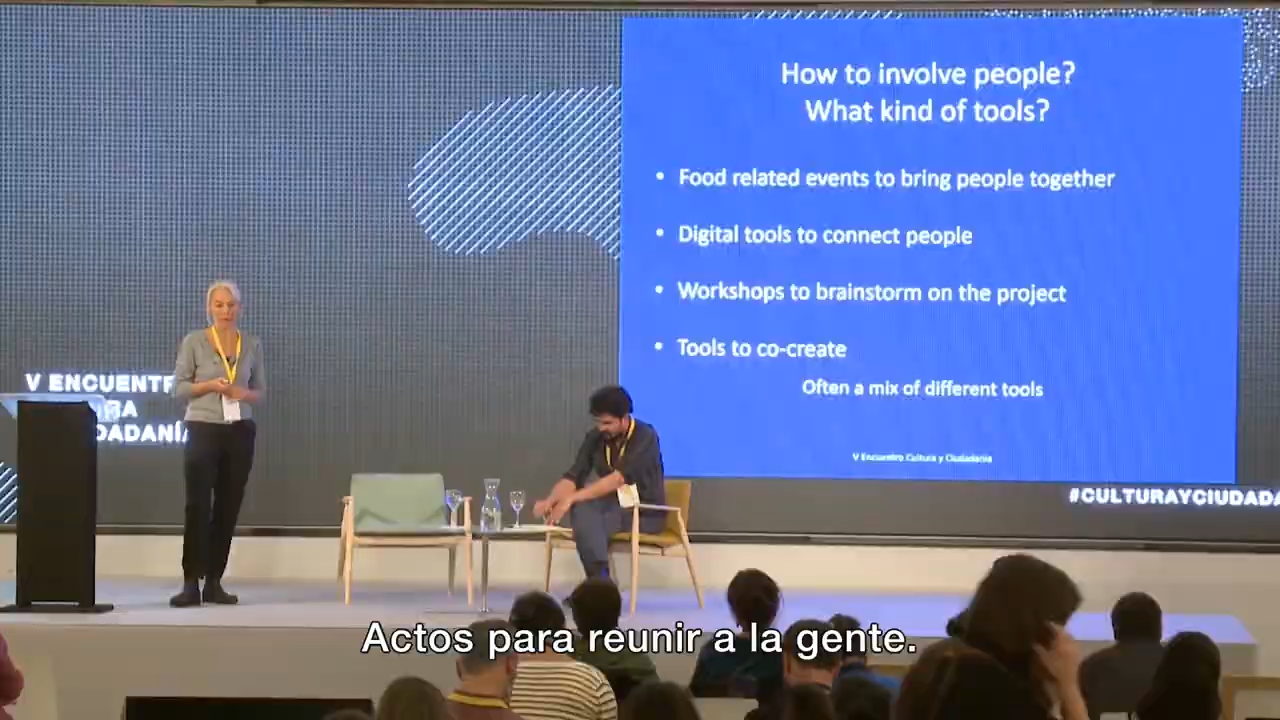 How to involve people?
What kind of tools?
• Food related events to bring people together
• Digital tools to connect people
• Workshops to brainstorm on the project
• Tools to co-create
Often a mix of different tools
V Encuentro Cultura y Ciudadanía
V ENCUENTR
RA
DADANÍA
#CULTURAYCIUDADA
Actos para reunir a la gente.